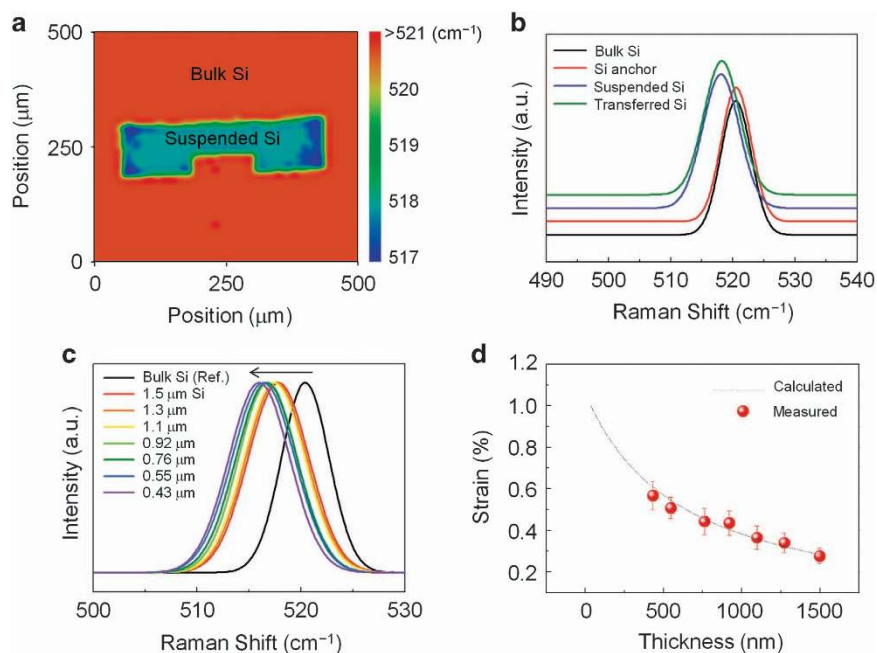 a
500
250
0
0
250
500
Position (μm)
Position (μm)
Bulk Si
Suspended Si
>521 (cm⁻¹)
520
519
518
517
b
Bulk Si
Si anchor
Suspended Si
Transferred Si
Intensity (a.u.)
490 500 510 520 530 540
Raman Shift (cm⁻¹)
c
Bulk Si (Ref.)
1.5 μm Si
1.3 μm
1.1 μm
0.92 μm
0.76 μm
0.55 μm
0.43 μm
Intensity (a.u.)
500 510 520 530
Raman Shift (cm⁻¹)
d
1.2
1.0
0.8
0.6
0.4
0.2
Strain (%)
Calculated
Measured
0 500 1000 1500
Thickness (nm)